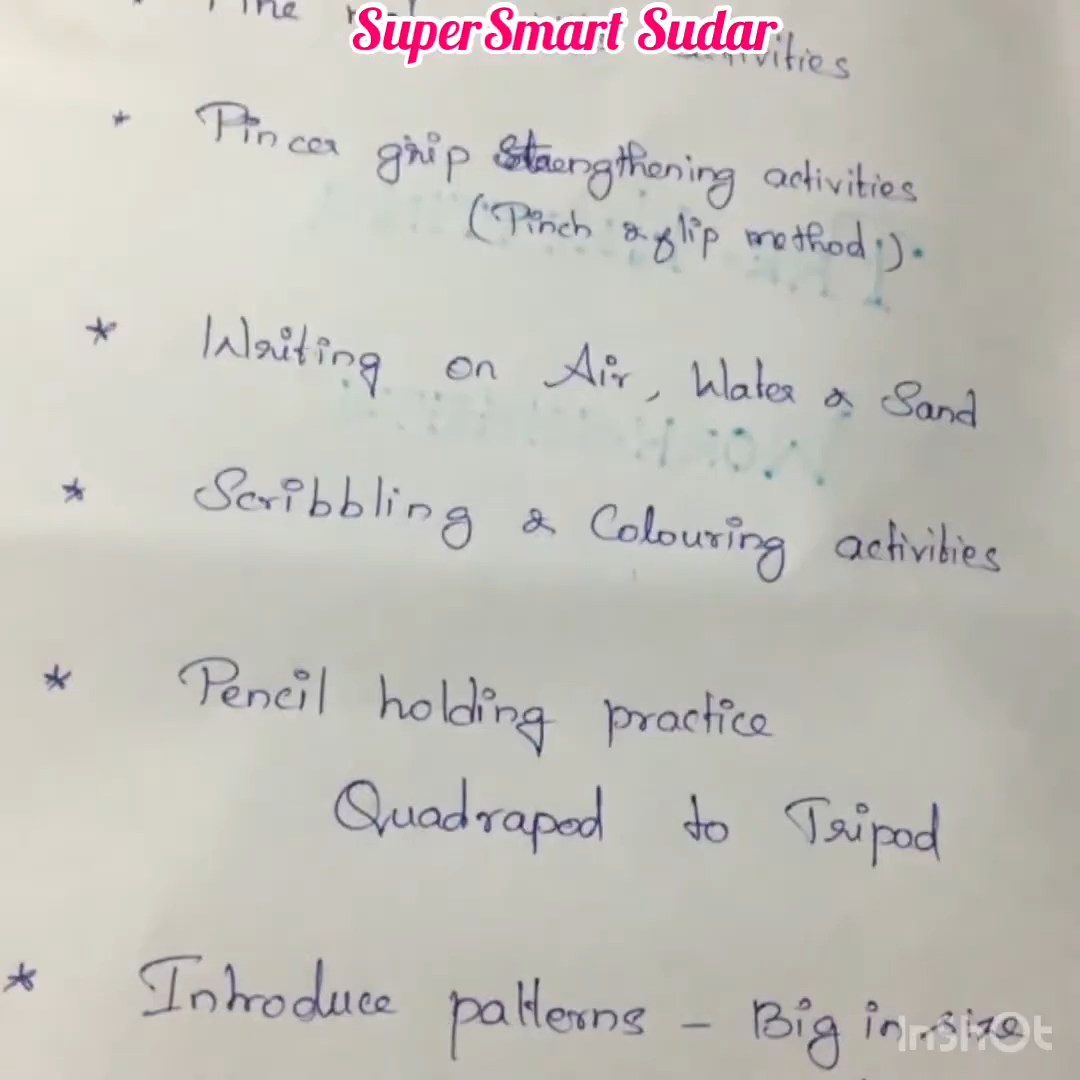 SuperSmart Sudar
activities
* Pincer grip strengthening activities
(Pinch & flip method).
* Writing on Air, Water & Sand
* Scribbling & Colouring activities
* Pencil holding practice
Quadrapod to Tripod
* Introduce patterns - Big in size
InShOt